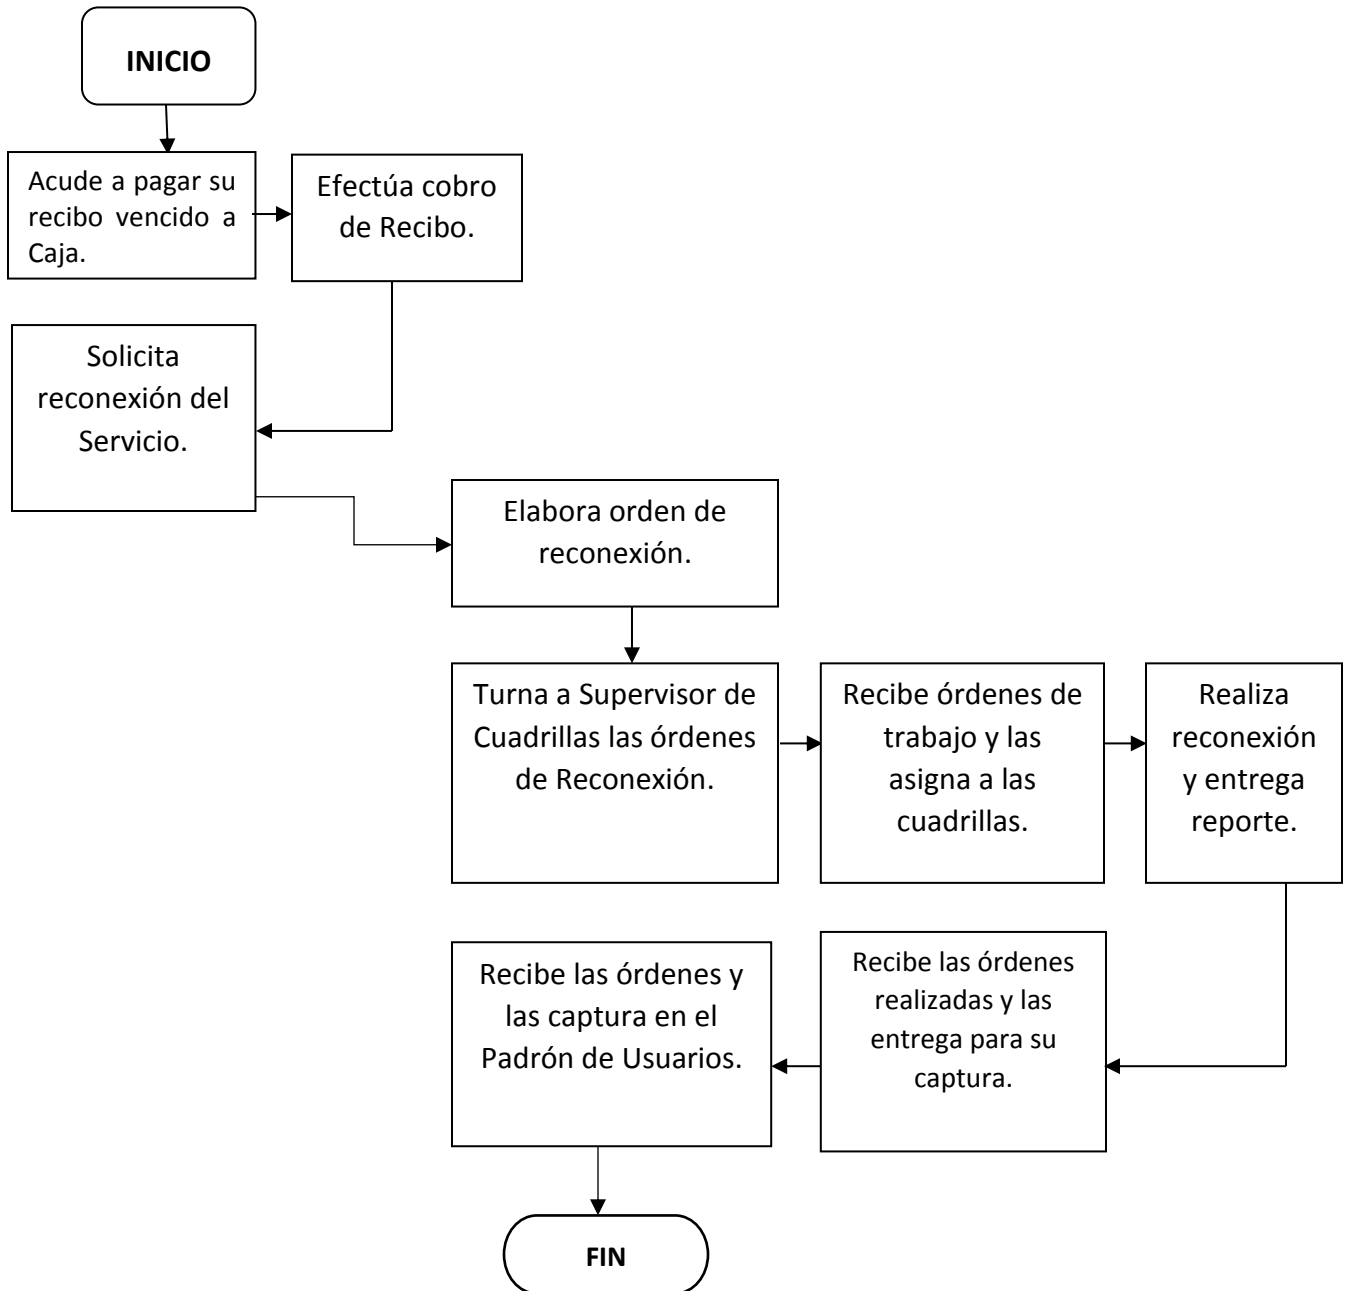 INICIO
Acude a pagar su
recibo vencido a
Caja.
Efectúa cobro
de Recibo.
Solicita
reconexión del
Servicio.
Elabora orden de
reconexión.
Turna a Supervisor de
Cuadrillas las órdenes
de Reconexión.
Recibe órdenes de
trabajo y las
asigna a las
cuadrillas.
Realiza
reconexión
y entrega
reporte.
Recibe las órdenes
realizadas y las
entrega para su
captura.
Recibe las órdenes y
las captura en el
Padrón de Usuarios.
FIN